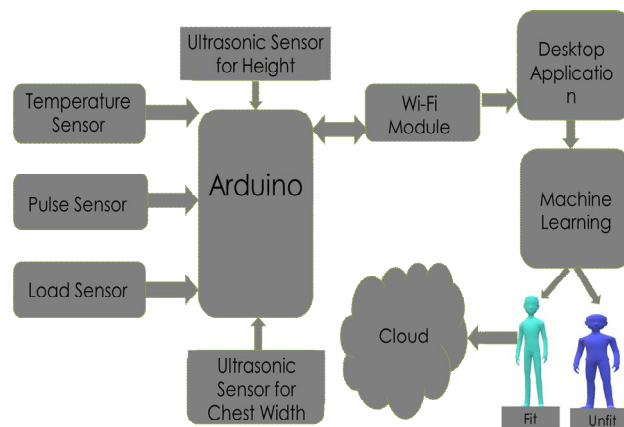 Ultrasonic Sensor
for Height
Desktop
Applicatio
n
Temperature
Sensor
Wi-Fi
Module
Arduino
Pulse Sensor
Machine
Learning
Load Sensor
Cloud
Ultrasonic
Sensor for
Chest Width
Fit
Unfit